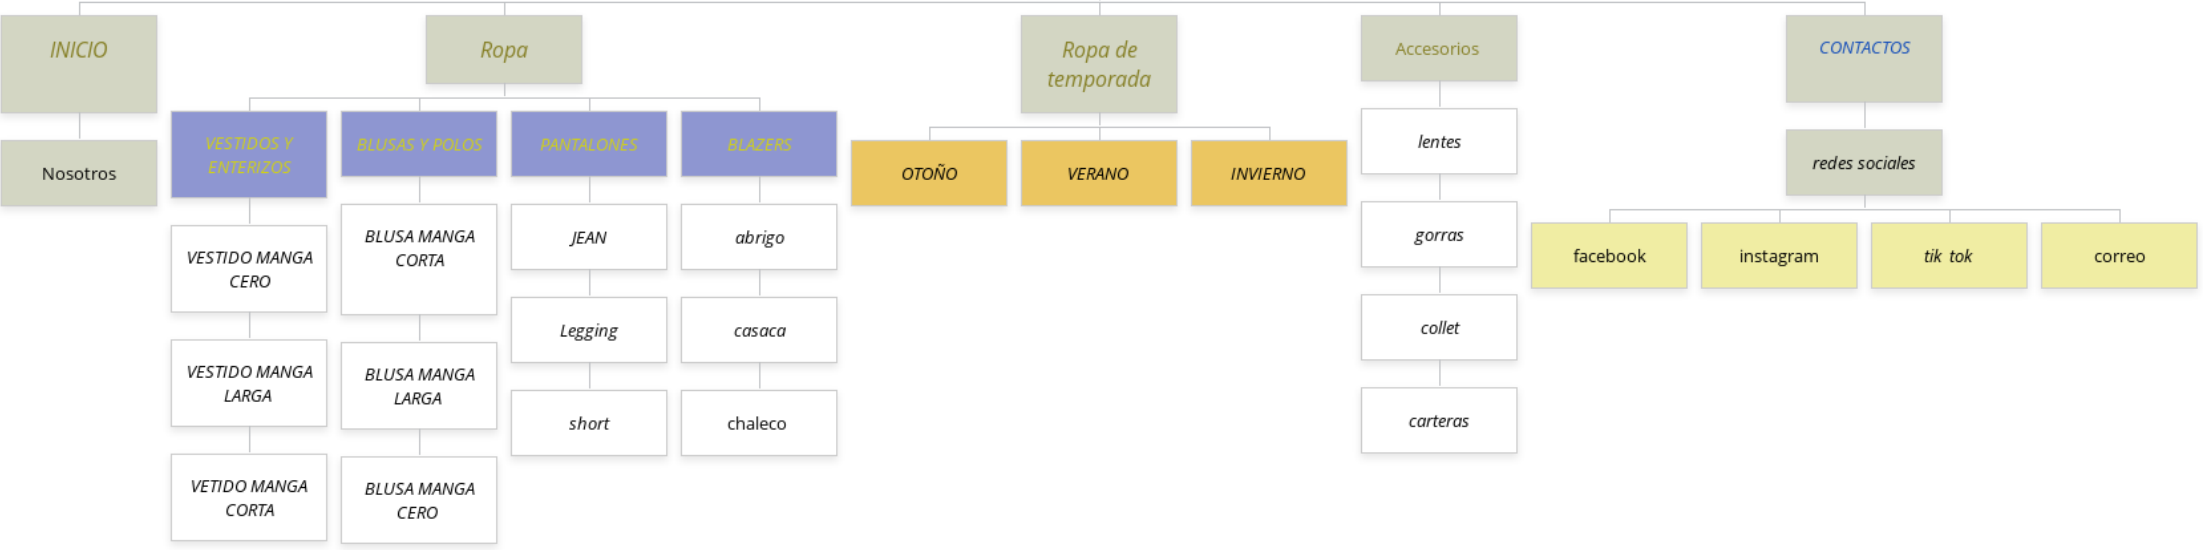 INICIO
Nosotros
Ropa
VESTIDOS Y
ENTERIZOS
VESTIDO MANGA
CERO
VESTIDO MANGA
LARGA
VETIDO MANGA
CORTA
BLUSAS Y POLOS
BLUSA MANGA
CORTA
BLUSA MANGA
LARGA
BLUSA MANGA
CERO
PANTALONES
JEAN
Legging
short
BLAZERS
abrigo
casaca
chaleco
Ropa de
temporada
OTOÑO
VERANO
INVIERNO
Accesorios
lentes
gorras
collet
carteras
CONTACTOS
redes sociales
facebook
instagram
tik tok
correo